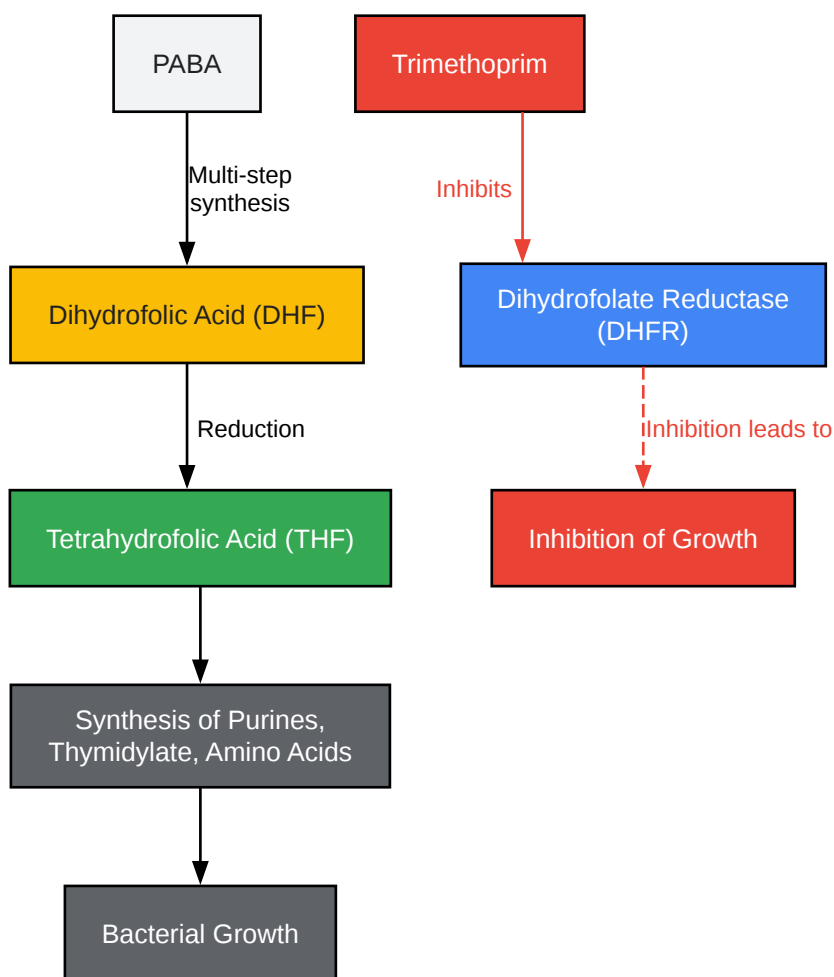 PABA
Trimethoprim
Multi-step
synthesis
Inhibits
Dihydrofolic Acid (DHF)
Dihydrofolate Reductase
(DHFR)
Reduction
Inhibition leads to
Tetrahydrofolic Acid (THF)
Inhibition of Growth
Synthesis of Purines,
Thymidylate, Amino Acids
Bacterial Growth